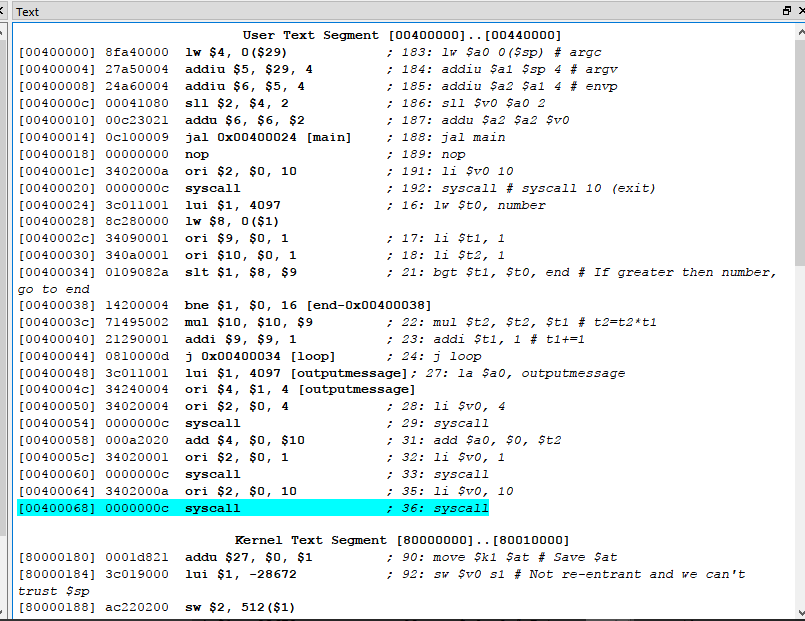 Text
User Text Segment [00400000]..[00440000]
[00400000] 8fa40000  lw $4, 0($29)            ; 183: lw $a0 0($sp) # argc
[00400004] 27a50004  addiu $5, $29, 4         ; 184: addiu $a1 $sp 4 # argv
[00400008] 24a60004  addiu $6, $5, 4          ; 185: addiu $a2 $a1 4 # envp
[0040000c] 00041080  sll $2, $4, 2            ; 186: sll $v0 $a0 2
[00400010] 00c23021  addu $6, $6, $2          ; 187: addu $a2 $a2 $v0
[00400014] 0c100009  jal 0x00400024 [main]    ; 188: jal main
[00400018] 00000000  nop                      ; 189: nop
[0040001c] 3402000a  ori $2, $0, 10           ; 191: li $v0 10
[00400020] 0000000c  syscall                  ; 192: syscall # syscall 10 (exit)
[00400024] 3c011001  lui $1, 4097             ; 16: lw $t0, number
[00400028] 8c280000  lw $8, 0($1)
[0040002c] 34090001  ori $9, $0, 1            ; 17: li $t1, 1
[00400030] 340a0001  ori $10, $0, 1           ; 18: li $t2, 1
[00400034] 0109082a  slt $1, $8, $9           ; 21: bgt $t1, $t0, end # If greater then number,
go to end
[00400038] 14200004  bne $1, $0, 16 [end-0x00400038]
[0040003c] 71495002  mul $10, $10, $9         ; 22: mul $t2, $t2, $t1 # t2=t2*t1
[00400040] 21290001  addi $9, $9, 1           ; 23: addi $t1, 1 # t1+=1
[00400044] 0810000d  j 0x00400034 [loop]      ; 24: j loop
[00400048] 3c011001  lui $1, 4097 [outputmessage]; 27: la $a0, outputmessage
[0040004c] 34240004  ori $4, $1, 4 [outputmessage]
[00400050] 34020004  ori $2, $0, 4            ; 28: li $v0, 4
[00400054] 0000000c  syscall                  ; 29: syscall
[00400058] 000a2020  add $4, $0, $10          ; 31: add $a0, $0, $t2
[0040005c] 34020001  ori $2, $0, 1            ; 32: li $v0, 1
[00400060] 0000000c  syscall                  ; 33: syscall
[00400064] 3402000a  ori $2, $0, 10           ; 35: li $v0, 10
[00400068] 0000000c  syscall                  ; 36: syscall
Kernel Text Segment [80000000]..[80010000]
[80000180] 0001d821  addu $27, $0, $1         ; 90: move $k1 $at # Save $at
[80000184] 3c019000  lui $1, -28672           ; 92: sw $v0 s1 # Not re-entrant and we can't
trust $sp
[80000188] ac220200  sw $2, 512($1)